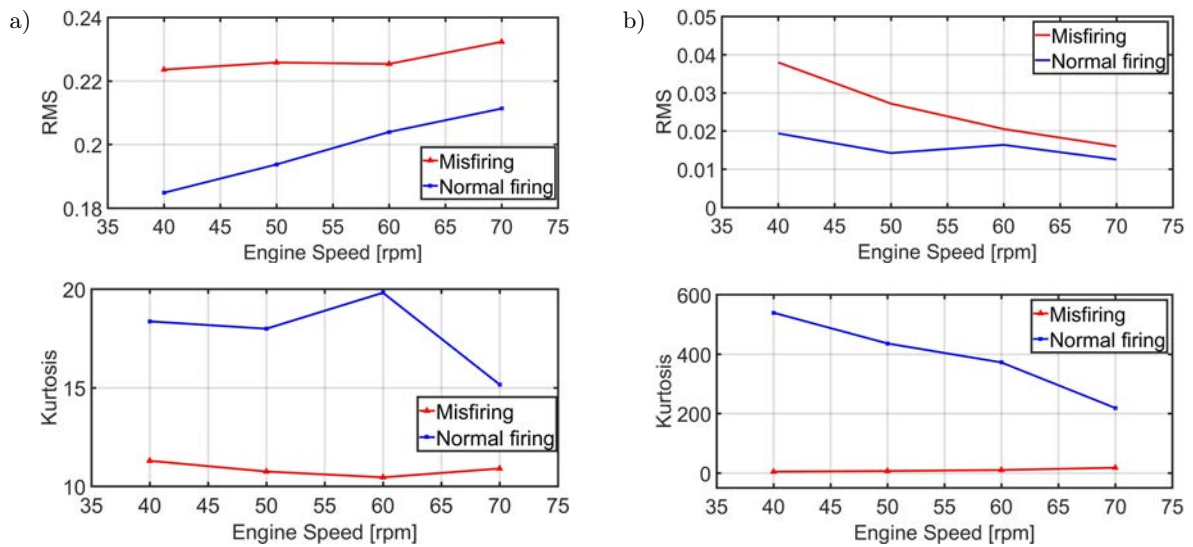 a)
0.24
0.22
0.2
0.18
RMS
Misfiring
Normal firing
35 40 45 50 55 60 65 70 75
Engine Speed [rpm]
20
15
10
Kurtosis
Misfiring
Normal firing
35 40 45 50 55 60 65 70 75
Engine Speed [rpm]
b)
0.05
0.04
0.03
0.02
0.01
0
RMS
Misfiring
Normal firing
35 40 45 50 55 60 65 70 75
Engine Speed [rpm]
600
400
200
0
Kurtosis
Misfiring
Normal firing
35 40 45 50 55 60 65 70 75
Engine Speed [rpm]